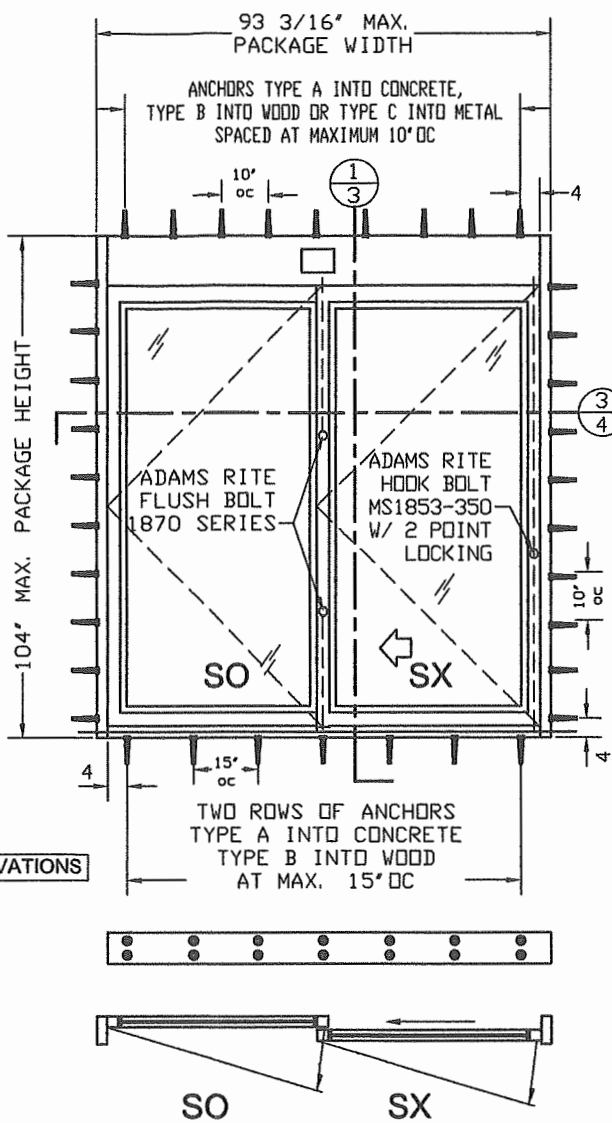 93 3/16" MAX.
PACKAGE WIDTH
ANCHORS TYPE A INTO CONCRETE,
TYPE B INTO WOOD OR TYPE C INTO METAL
SPACED AT MAXIMUM 10" OC
10"
OC
1
3
4
104" MAX. PACKAGE HEIGHT
3
4
ADAMS RITE
FLUSH BOLT
1870 SERIES
ADAMS RITE
HOOK BOLT
MS1853-350
W/ 2 POINT
LOCKING
10"
OC
SO
SX
4
15"
OC
4
TWO ROWS OF ANCHORS
TYPE A INTO CONCRETE
TYPE B INTO WOOD
AT MAX. 15" OC
VATIONS
SO
SX